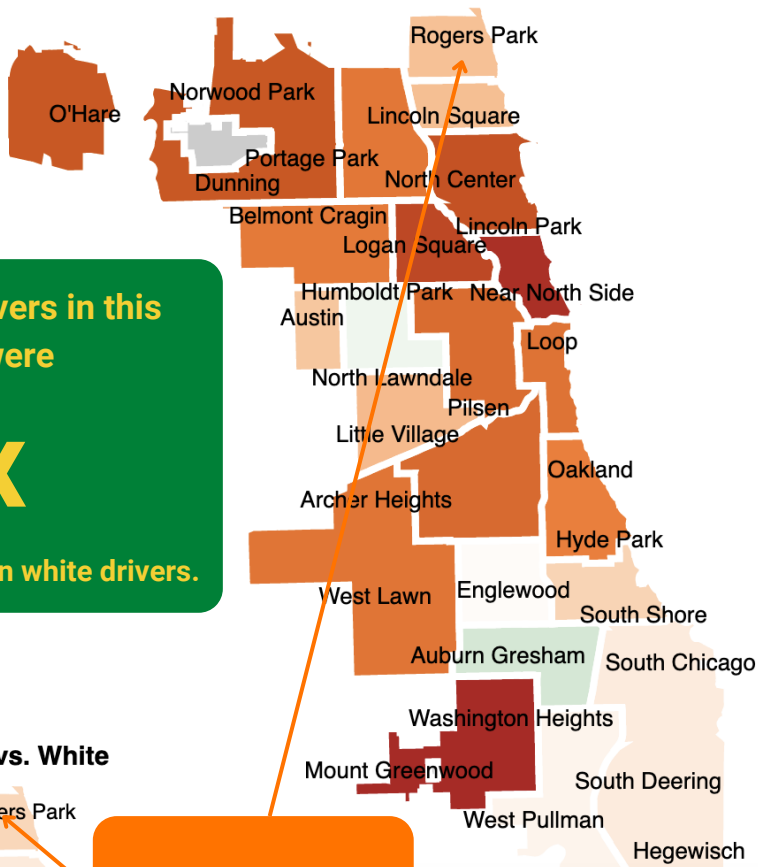 Rogers Park
Norwood Park
O'Hare
Lincoln Square
Portage Park
Dunning
North Center
Belmont Cragin
Lincoln Park
Logan Square
Humboldt Park
Near North Side
Austin
Loop
North Lawndale
Pilsen
Little Village
Oakland
Archer Heights
Hyde Park
Englewood
West Lawn
South Shore
Auburn Gresham
South Chicago
Washington Heights
Mount Greenwood
South Deering
West Pullman
Hegewisch
vers in this
vere
x
n white drivers.
vs. White
ers Park